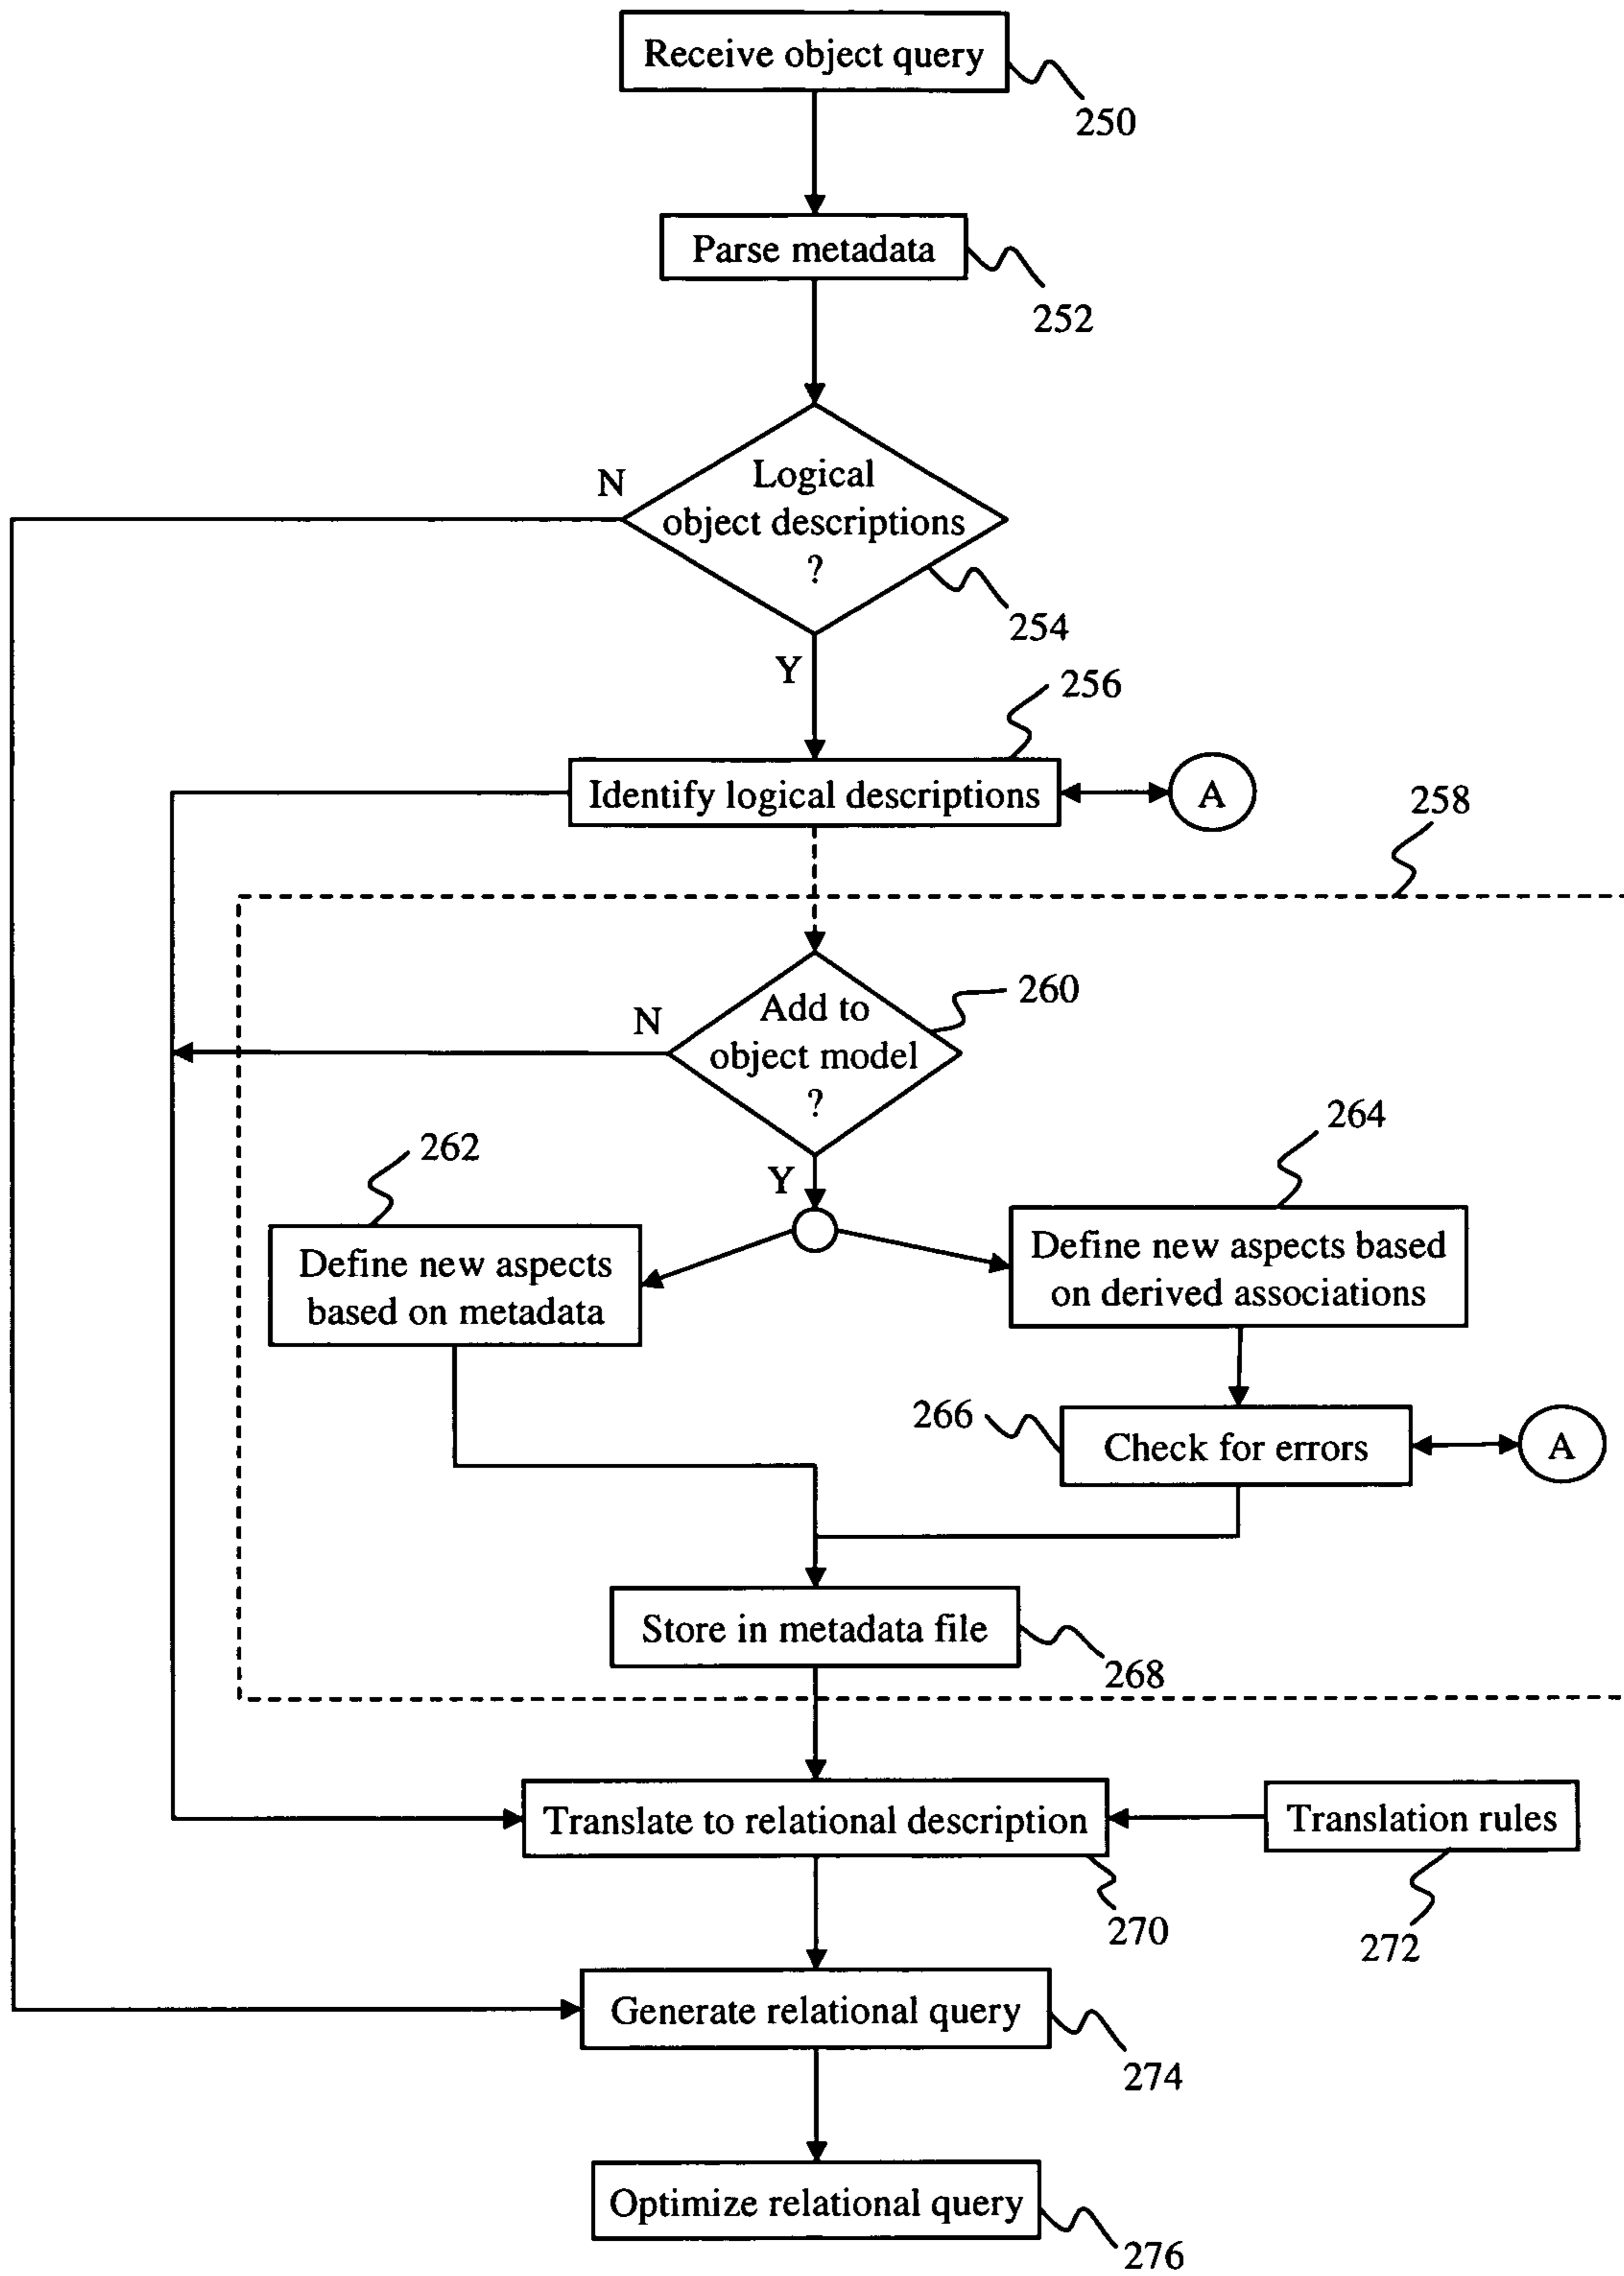 Receive object query
250
Parse metadata
252
N
Logical
object descriptions
?
254
Y
256
Identify logical descriptions
A
258
260
Add to
object model
?
N
Y
262
264
Define new aspects
based on metadata
Define new aspects based
on derived associations
266
Check for errors
A
Store in metadata file
268
Translate to relational description
Translation rules
270
272
Generate relational query
274
Optimize relational query
276